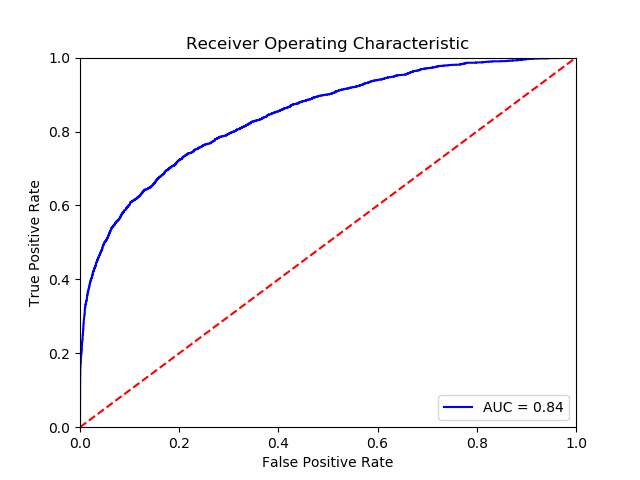 Receiver Operating Characteristic
True Positive Rate
1.0
0.8
0.6
0.4
0.2
0.0
AUC = 0.84
0.0 0.2 0.4 0.6 0.8 1.0
False Positive Rate